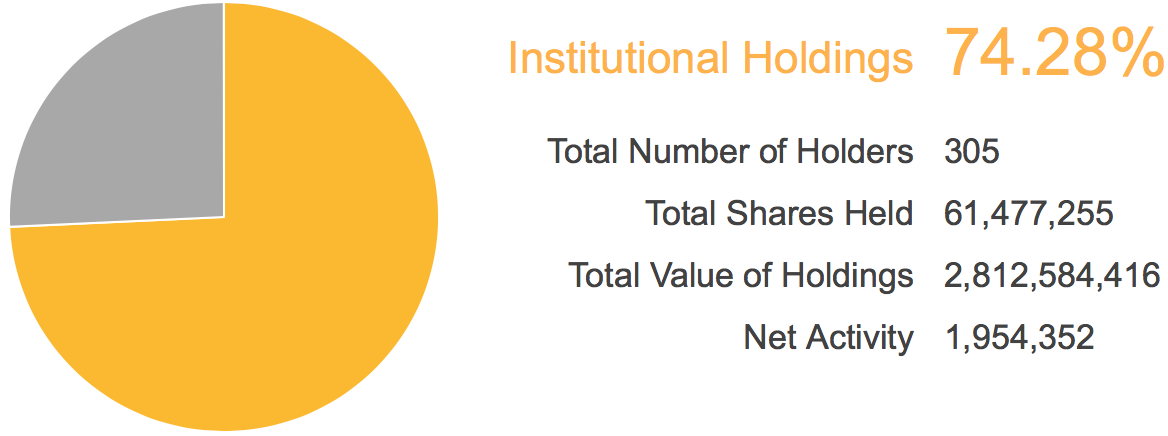 Institutional Holdings 74.28%
Total Number of Holders 305
Total Shares Held 61,477,255
Total Value of Holdings 2,812,584,416
Net Activity 1,954,352